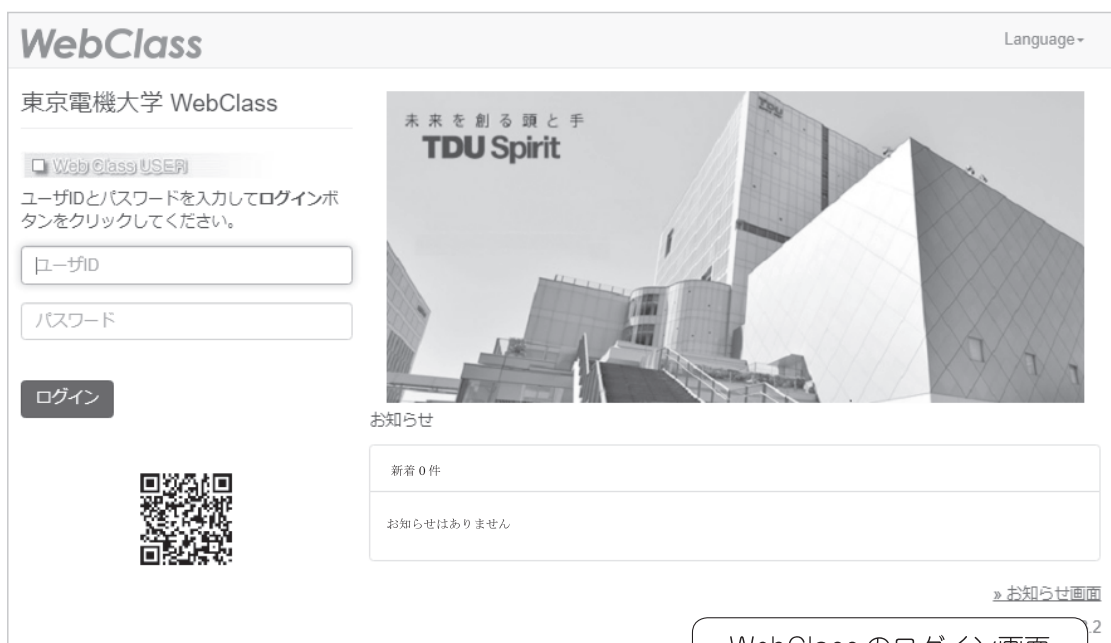 WebClass
Language
東京電機大学 WebClass
Web Class USER
ユーザIDとパスワードを入力してログインボ
タンをクリックしてください。
ユーザID
パスワード
ログイン
未来を創る頭と手
TDU Spirit
TDU
お知らせ
新着0件
お知らせはありません
» お知らせ画面
WebClassのログイン画面